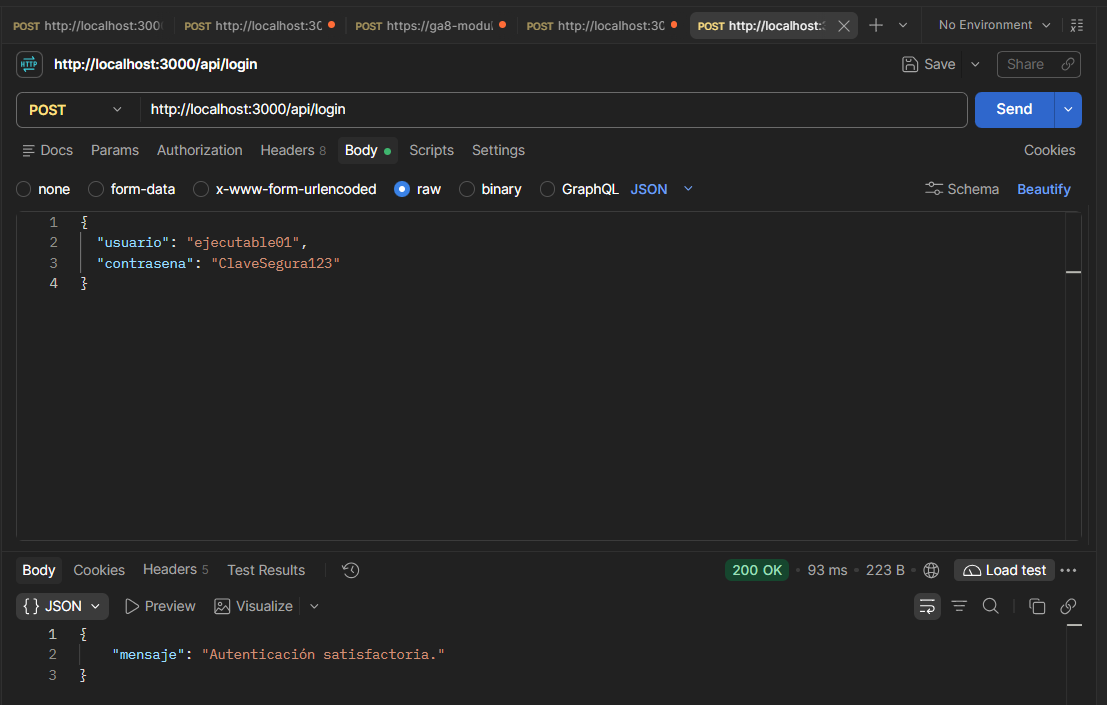 POST http://localhost:3000 POST http://localhost:30 POST https://ga8-modul POST http://localhost:30 POST http://localhost: No Environment
HTTP http://localhost:3000/api/login Save Share
POST http://localhost:3000/api/login Send
Docs Params Authorization Headers 8 Body Scripts Settings Cookies
none form-data x-www-form-urlencoded raw binary GraphQL JSON Schema Beautify
1 {
2 "usuario": "ejecutable01",
3 "contrasena": "ClaveSegura123"
4 }
Body Cookies Headers 5 Test Results 200 OK 93 ms 223 B Load test
{} JSON Preview Visualize
1 {
2 "mensaje": "Autenticación satisfactoria."
3 }